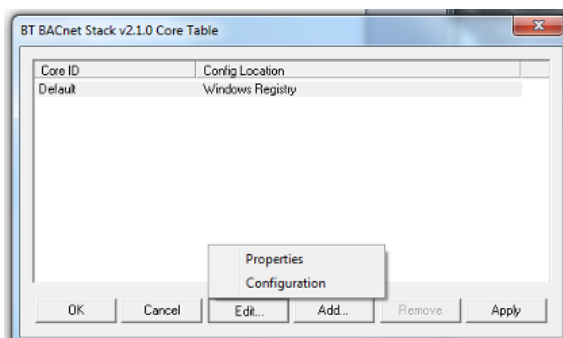 BT BACnet Stack v2.1.0 Core Table
Core ID Config Location
Default Windows Registry
Properties
Configuration
OK Cancel Edit... Add... Remove Apply